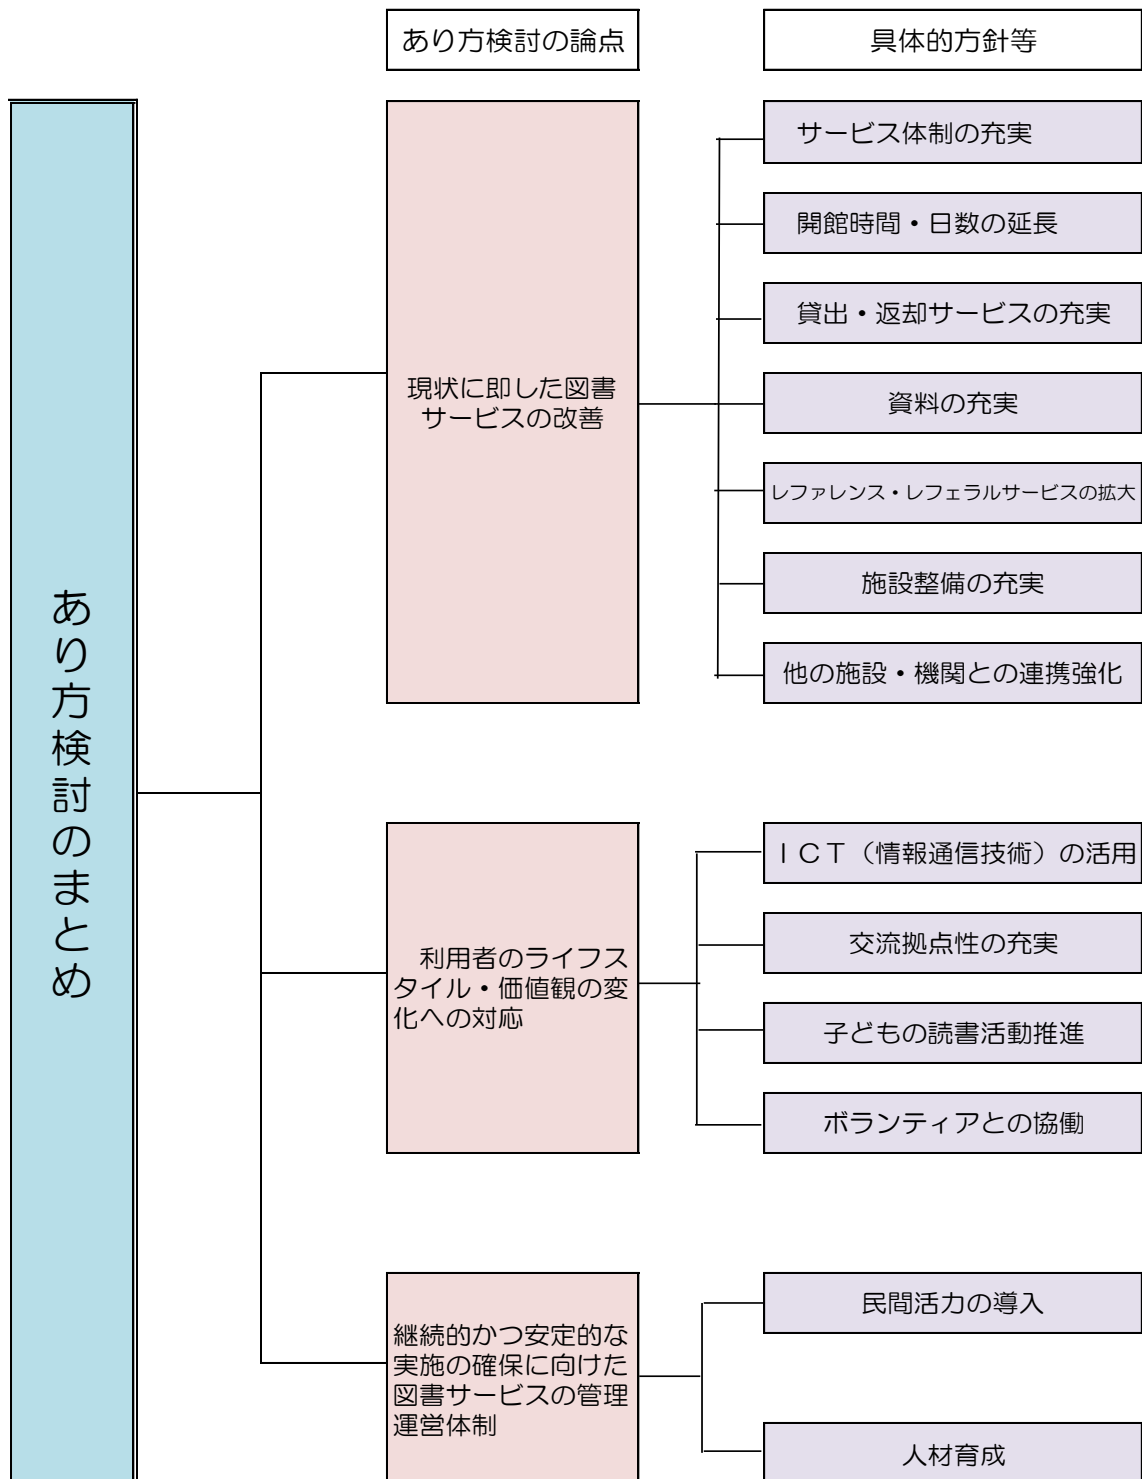 あり方検討の論点
具体的方針等
あり方検討のまとめ
現状に即した図書
サービスの改善
サービス体制の充実
開館時間・日数の延長
貸出・返却サービスの充実
資料の充実
レファレンス・レフェラルサービスの拡大
施設整備の充実
他の施設・機関との連携強化
利用者のライフス
タイル・価値観の変
化への対応
ＩＣＴ（情報通信技術）の活用
交流拠点性の充実
子どもの読書活動推進
ボランティアとの協働
継続的かつ安定的な
実施の確保に向けた
図書サービスの管理
運営体制
民間活力の導入
人材育成